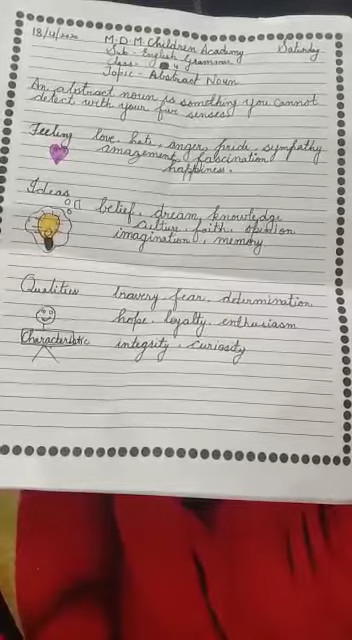 18/4/2020 M.D.M. Children Academy Saturday
Sub - English Grammar
Class - 4
Topic - Abstract Noun
An abstract noun is something you cannot
detect with your five senses.
Feeling love, hate, anger, pride, sympathy
amazement, fascination
happiness.
Ideas belief, dream, knowledge
culture, faith, opinion
imagination, memory
Qualities bravery, fear, determination
hope, loyalty, enthusiasm
Characteristic integrity, curiosity